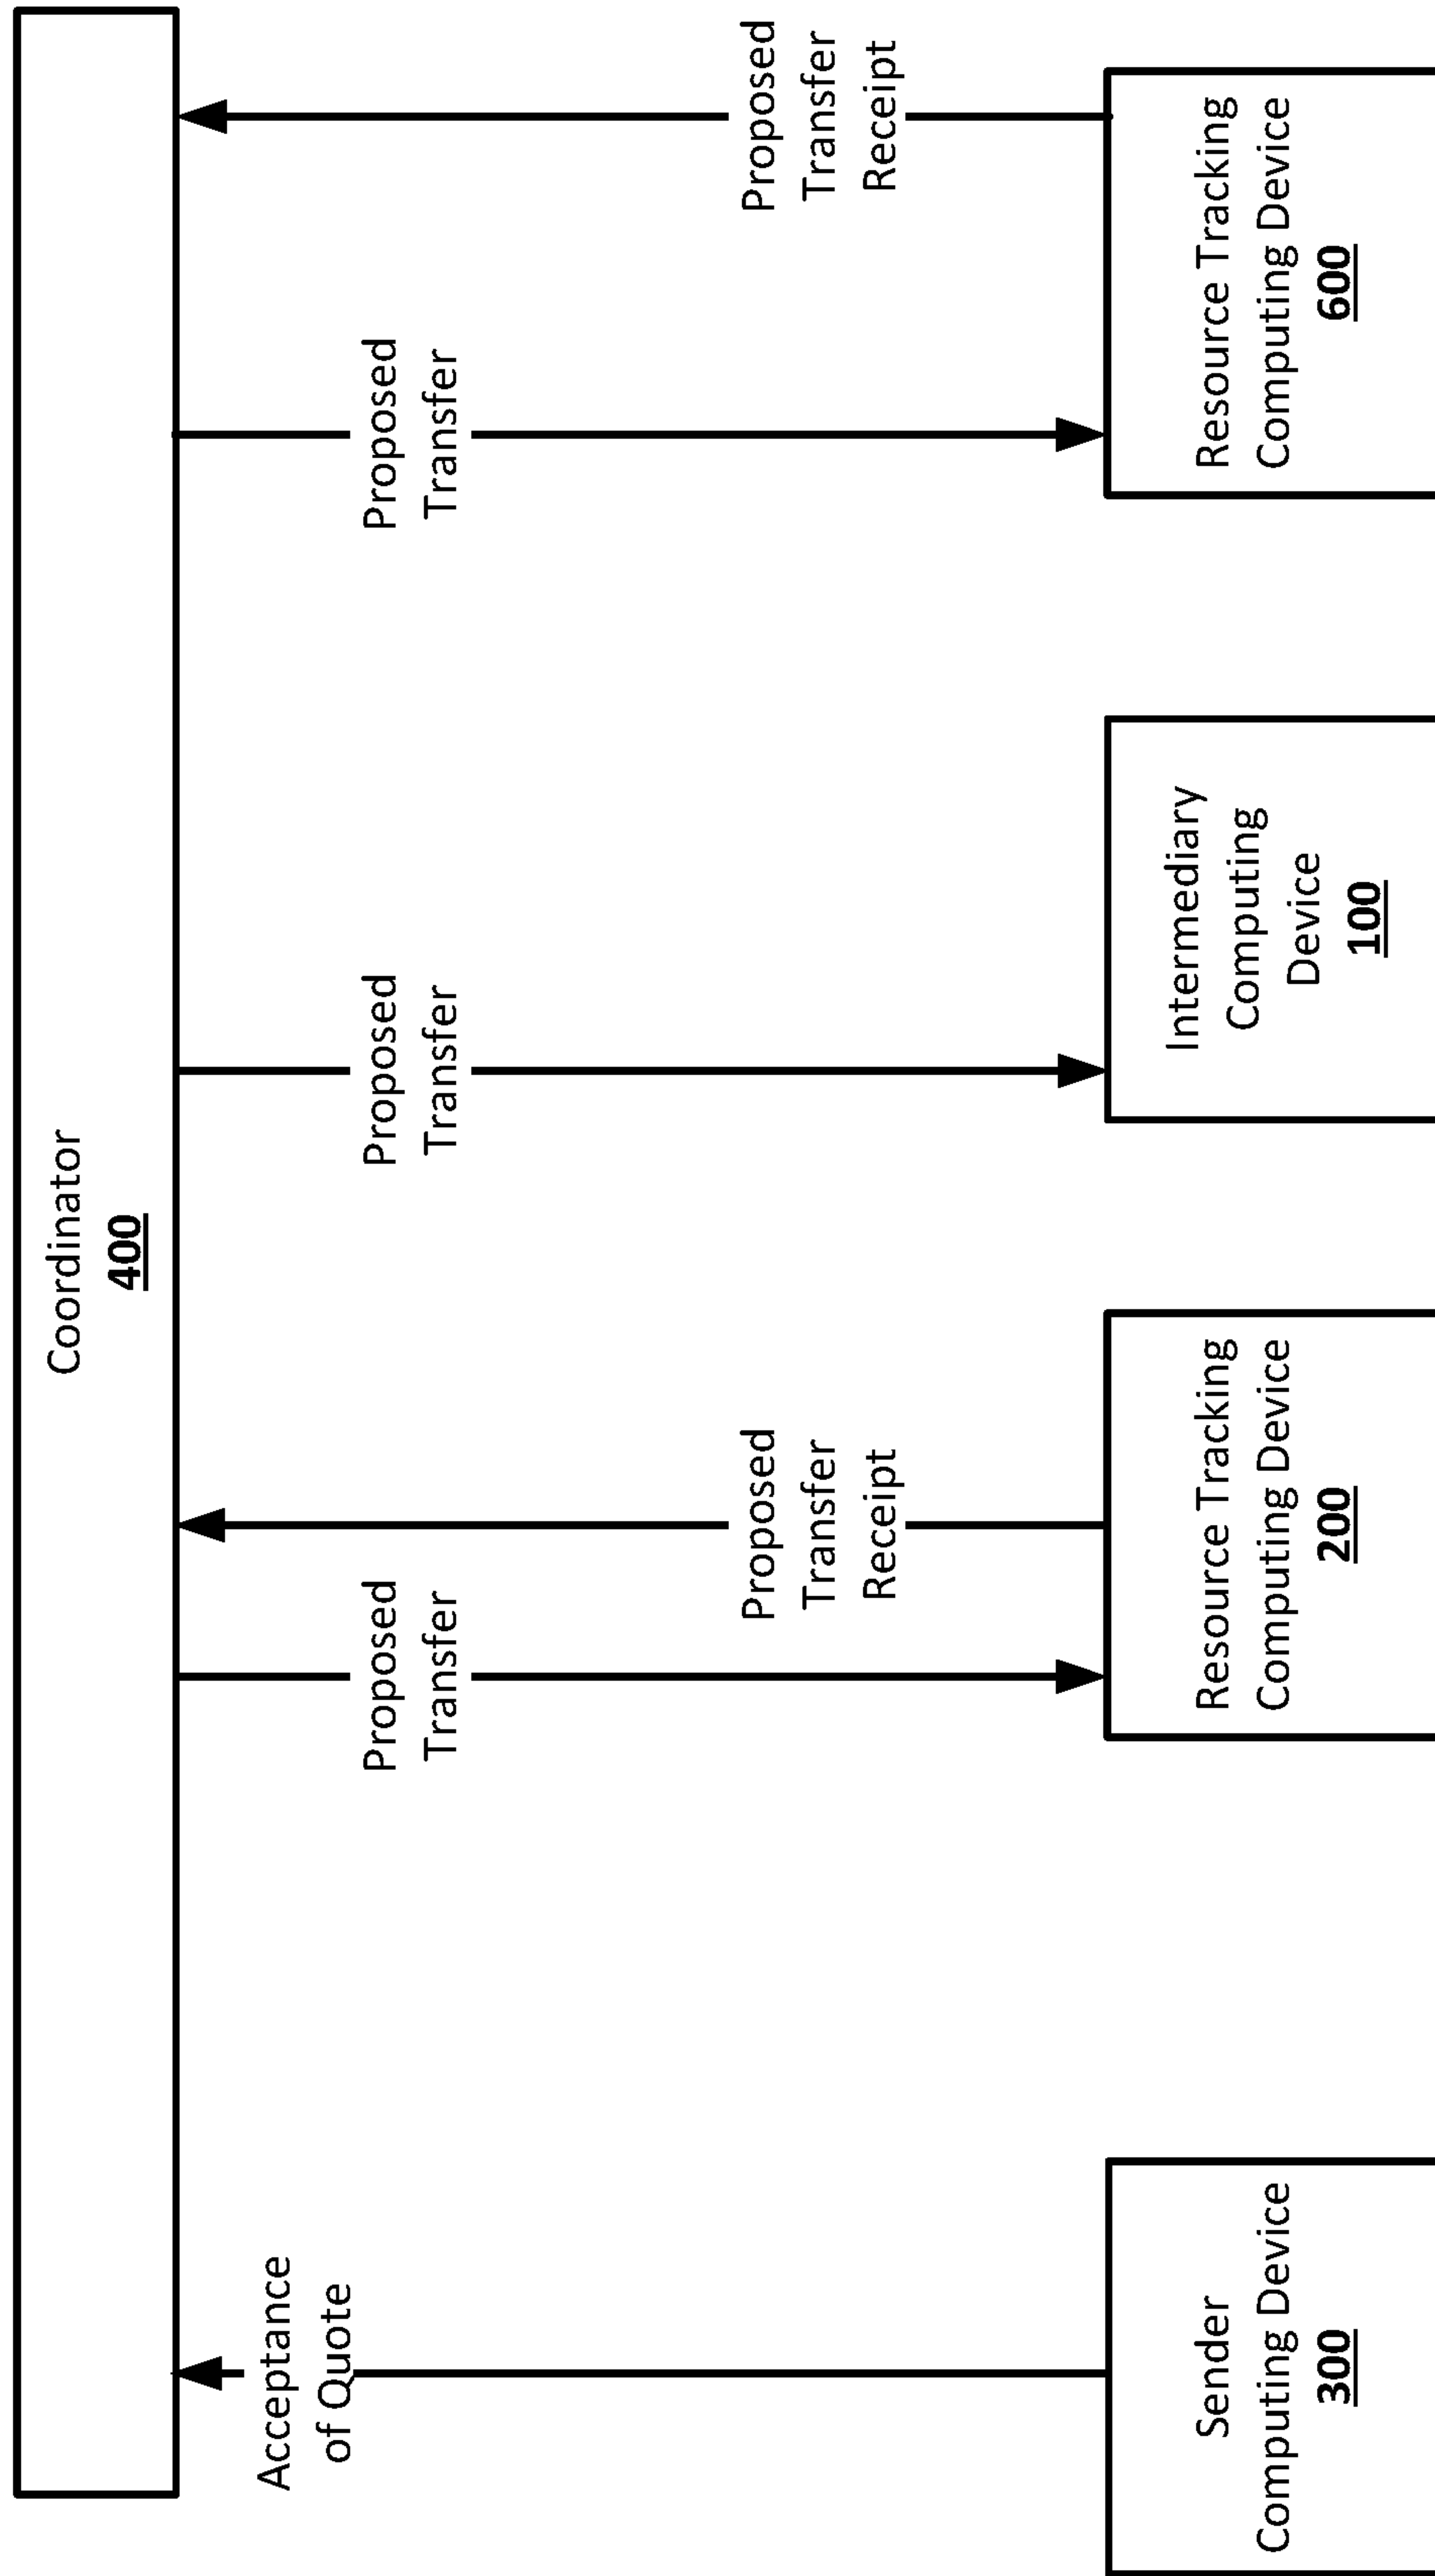 Coordinator
400
Acceptance
of Quote
Proposed
Transfer
Proposed
Transfer
Proposed
Transfer
Proposed
Transfer
Receipt
Proposed
Transfer
Receipt
Sender
Computing Device
300
Resource Tracking
Computing Device
200
Intermediary
Computing
Device
100
Resource Tracking
Computing Device
600